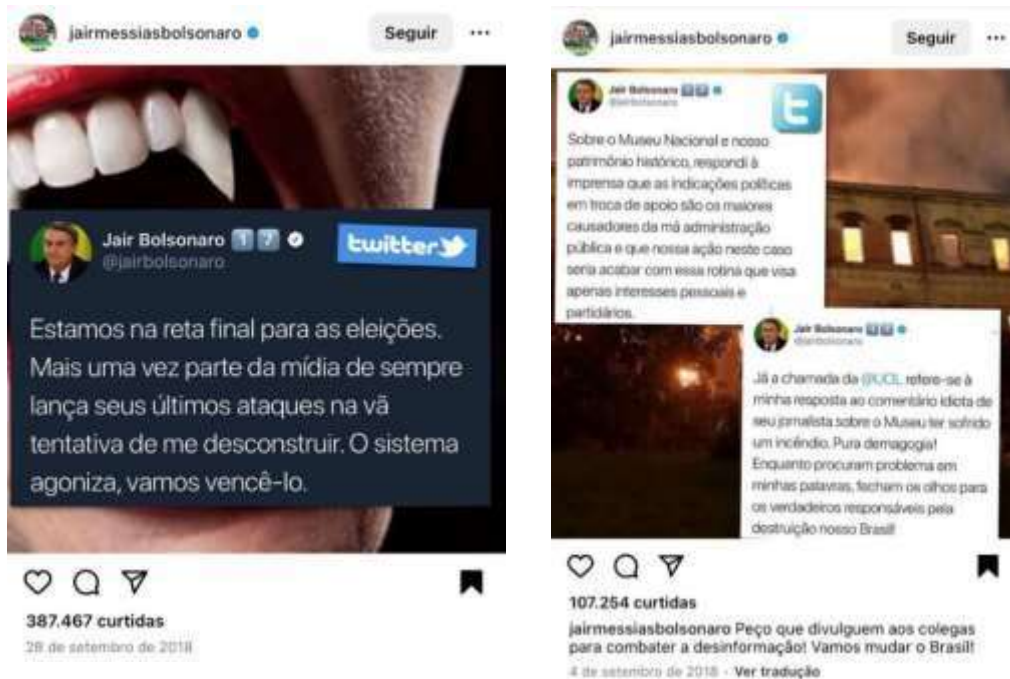 jairmessiasbolsonaro
Seguir
Jair Bolsonaro 1 7
@jairbolsonaro
twitter
Estamos na reta final para as eleições.
Mais uma vez parte da mídia de sempre
lança seus últimos ataques na vã
tentativa de me desconstruir. O sistema
agoniza, vamos vencê-lo.
387.467 curtidas
28 de setembro de 2018
jairmessiasbolsonaro
Seguir
Jair Bolsonaro 1 7
@jairbolsonaro
t
Sobre o Museu Nacional e nosso
patrimônio histórico, respondi à
imprensa que as indicações políticas
em troca de apoio são os maiores
causadores da má administração
pública e que nossa ação neste caso
seria acabar com essa rotina que visa
apenas interesses pessoais e
partidários.
Jair Bolsonaro 1 7
@jairbolsonaro
Já a chamada da @UOL refere-se à
minha resposta ao comentário idiota de
seu jornalista sobre o Museu ter sofrido
um incêndio. Pura demagogia!
Enquanto procuram problema em
minhas palavras, fecham os olhos para
os verdadeiros responsáveis pela
destruição nosso Brasil!
107.254 curtidas
jairmessiasbolsonaro Peço que divulguem aos colegas
para combater a desinformação! Vamos mudar o Brasil!
4 de setembro de 2018 - Ver tradução